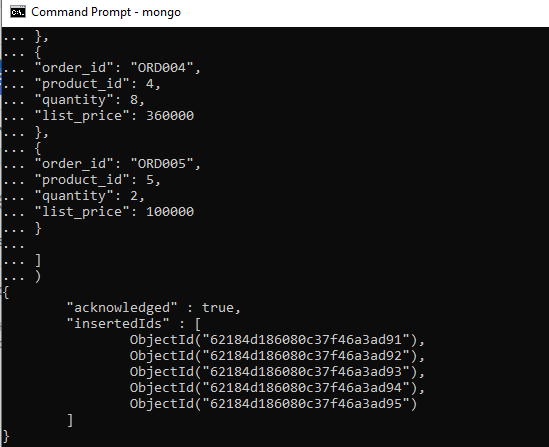 Command Prompt - mongo
... },
... {
... "order_id": "ORD004",
... "product_id": 4,
... "quantity": 8,
... "list_price": 360000
... },
... {
... "order_id": "ORD005",
... "product_id": 5,
... "quantity": 2,
... "list_price": 100000
... }
...
... ]
... )
{
        "acknowledged" : true,
        "insertedIds" : [
                ObjectId("62184d186080c37f46a3ad91"),
                ObjectId("62184d186080c37f46a3ad92"),
                ObjectId("62184d186080c37f46a3ad93"),
                ObjectId("62184d186080c37f46a3ad94"),
                ObjectId("62184d186080c37f46a3ad95")
        ]
}